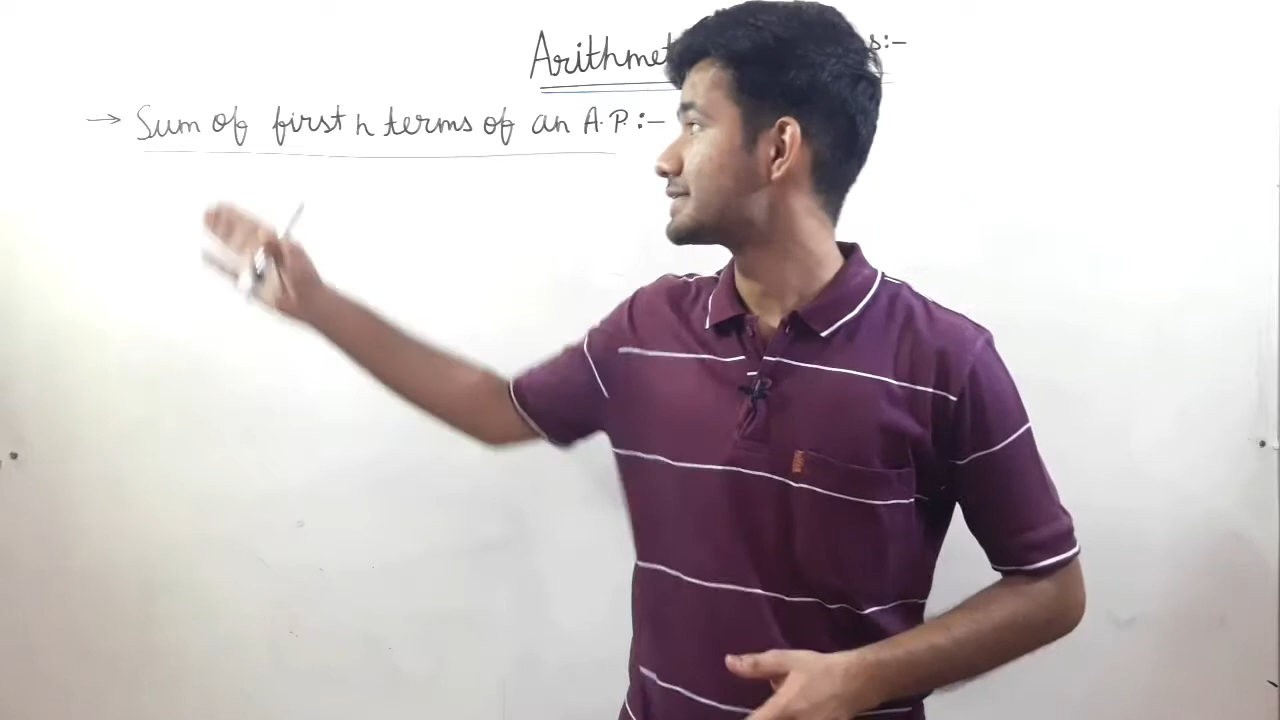 Arithmet s:-
→ Sum of first n terms of an A.P. :-